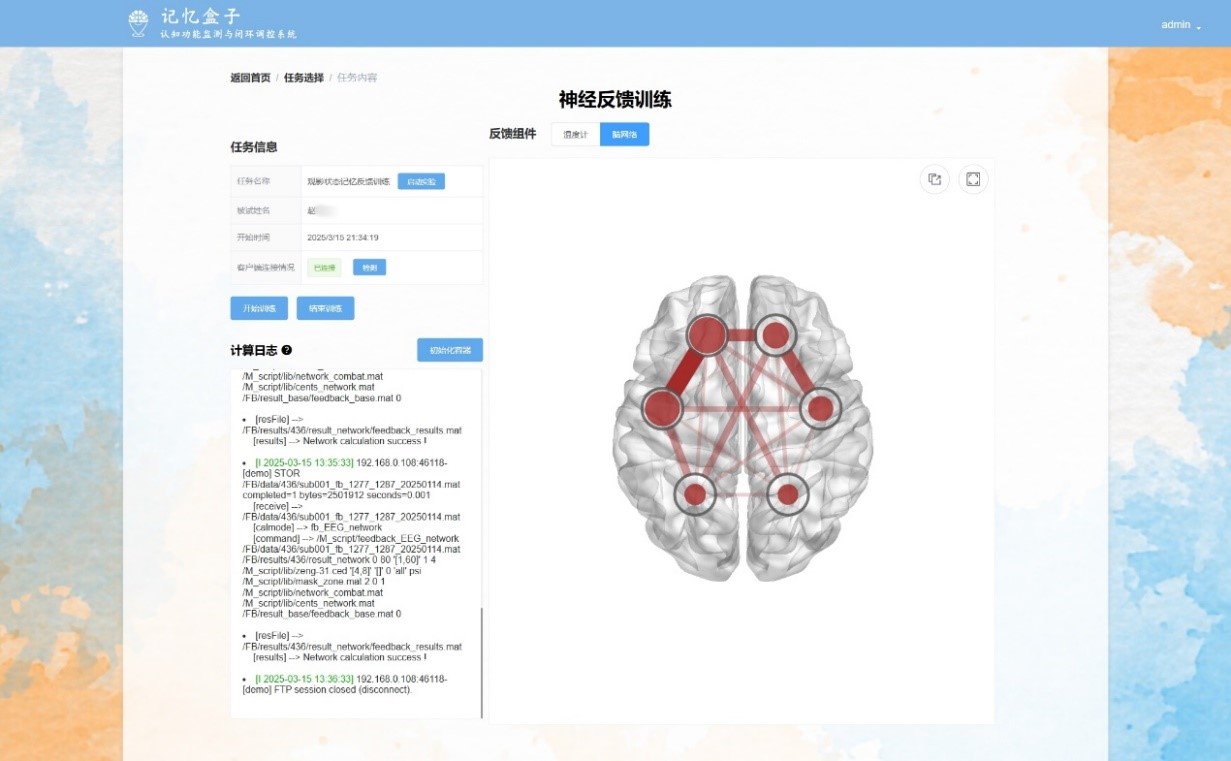 记忆盒子
认知功能监测与闭环调控系统
admin
返回首页 / 任务选择 / 任务内容
神经反馈训练
反馈组件
温度计
脑网络
任务信息
任务名称 观影状态记忆反馈训练 启动实验
被试姓名 赵
开始时间 2025/3/15 21:34:19
客户端连接情况 已连接 检测
开始训练 结束训练
计算日志 初始化容器
/M_script/lib/network_combat.mat
/M_script/lib/cents_network.mat
/FB/result_base/feedback_base.mat 0
• [resFile] -->
/FB/results/436/result_network/feedback_results.mat
[results] --> Network calculation success !
• [I 2025-03-15 13:35:33] 192.168.0.108:46118-
[demo] STOR
/FB/data/436/sub001_fb_1277_1287_20250114.mat
completed=1 bytes=2501912 seconds=0.001
[receive] -->
/FB/data/436/sub001_fb_1277_1287_20250114.mat
[calmode] --> fb_EEG_network
[command] --> /M_script/feedback_EEG_network
/FB/data/436/sub001_fb_1277_1287_20250114.mat
/FB/results/436/result_network 0 80 '[1,60]' 1 4
/M_script/lib/zeng-31.ced '[4,8]' '[]' 0 'all' psi
/M_script/lib/mask_zone.mat 2 0 1
/M_script/lib/network_combat.mat
/M_script/lib/cents_network.mat
/FB/result_base/feedback_base.mat 0
• [resFile] -->
/FB/results/436/result_network/feedback_results.mat
[results] --> Network calculation success !
• [I 2025-03-15 13:36:33] 192.168.0.108:46118-
[demo] FTP session closed (disconnect).